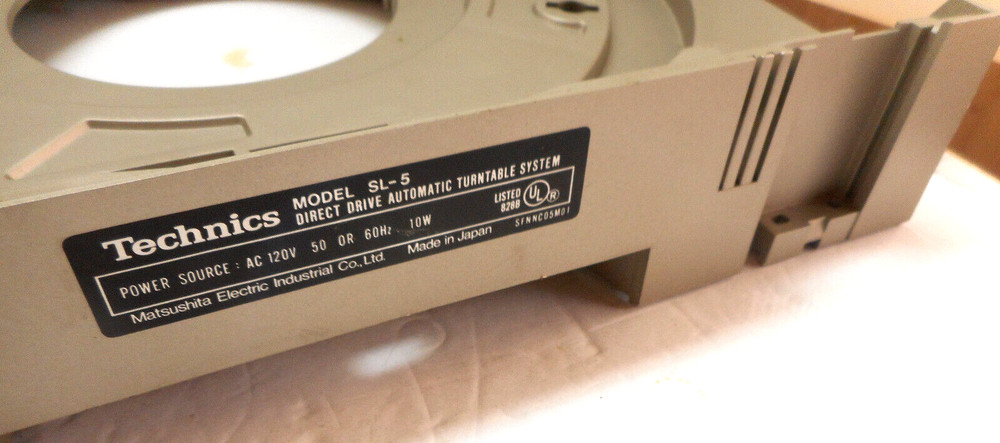 Technics MODEL SL-5
DIRECT DRIVE AUTOMATIC TURNTABLE SYSTEM
POWER SOURCE : AC 120V 50 OR 60Hz 10W
LISTED
828B
UL
®
Matsushita Electric Industrial Co., Ltd. Made in Japan SFNNC05M01